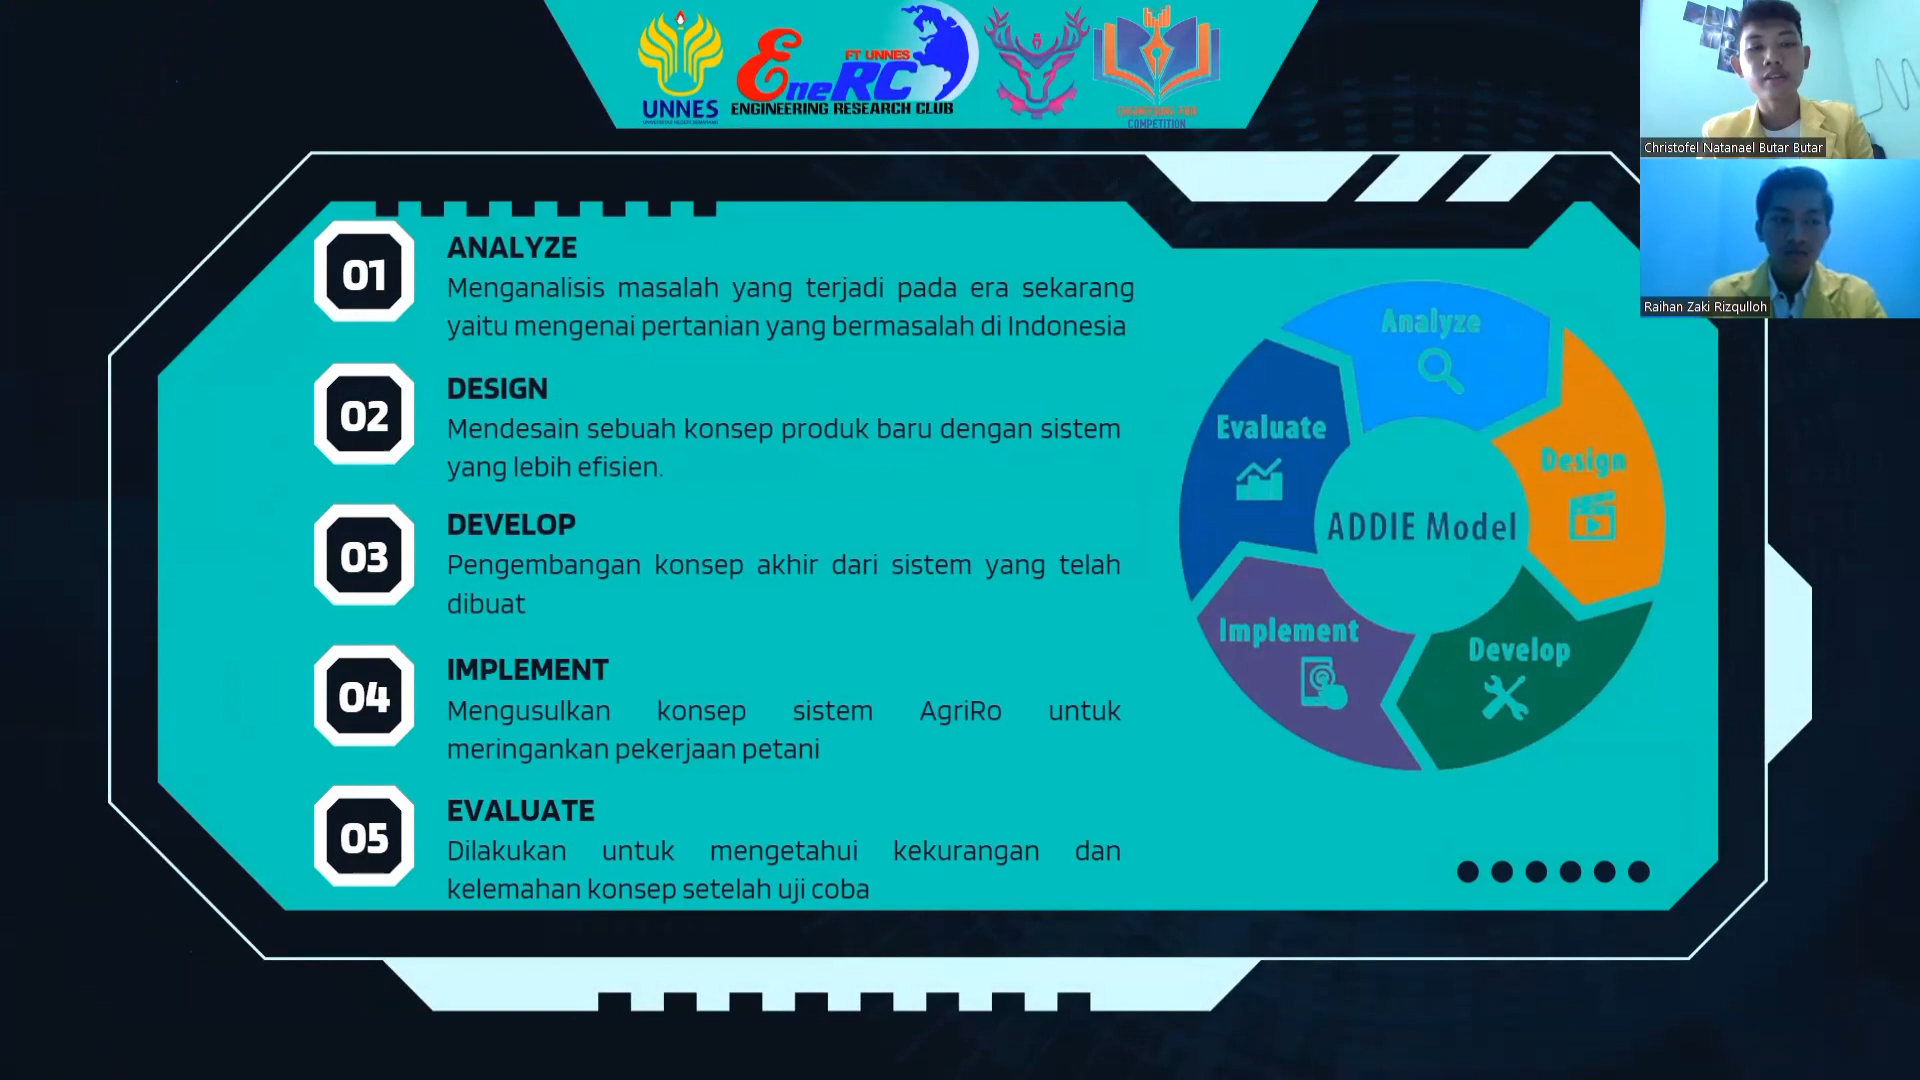 UNNES
UNIVERSITAS NEGERI SEMARANG
FT UNNES
EneRC
ENGINEERING RESEARCH CLUB
COMPETITION
Christofel Natanael Butar Butar
Raihan Zaki Rizqulloh
01
ANALYZE
Menganalisis masalah yang terjadi pada era sekarang
yaitu mengenai pertanian yang bermasalah di Indonesia
02
DESIGN
Mendesain sebuah konsep produk baru dengan sistem
yang lebih efisien.
03
DEVELOP
Pengembangan konsep akhir dari sistem yang telah
dibuat
04
IMPLEMENT
Mengusulkan konsep sistem AgriRo untuk
meringankan pekerjaan petani
05
EVALUATE
Dilakukan untuk mengetahui kekurangan dan
kelemahan konsep setelah uji coba
Analyze
Evaluate
Design
ADDIE Model
Implement
Develop